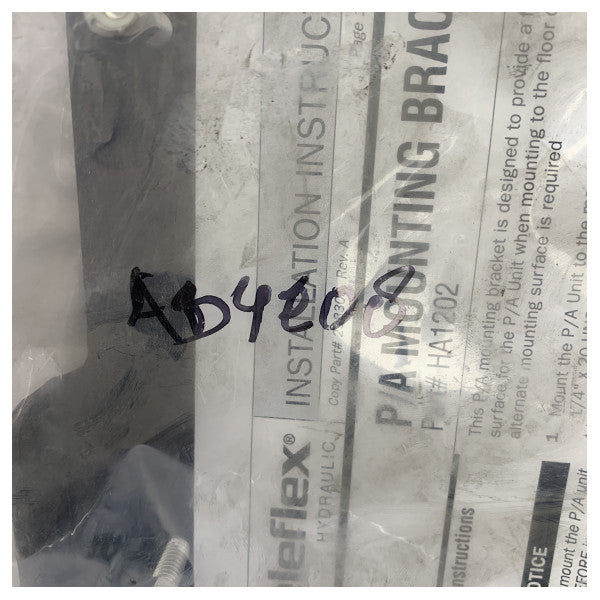 INSTALLATION INSTRUC
Page
Copy Part# Rev. A
P/A MOUNTING BRAC
# HA1202
This P/A mounting bracket is designed to provide a f
surface for the P/A Unit when mounting to the floor o
alternate mounting surface is required
1 Mount the P/A Unit to the m
1/4" x 20
leflex®
HYDRAULIC
nstructions
OTICE
mount the P/A unit
EFORE